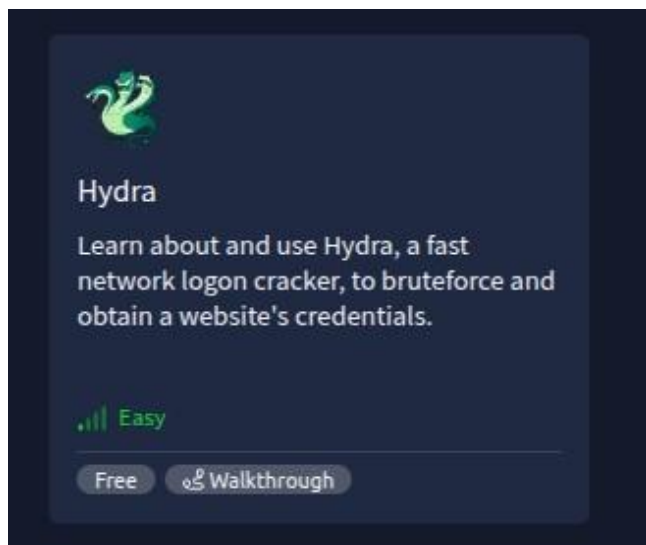 Hydra
Learn about and use Hydra, a fast
network logon cracker, to bruteforce and
obtain a website's credentials.
Easy
Free Walkthrough